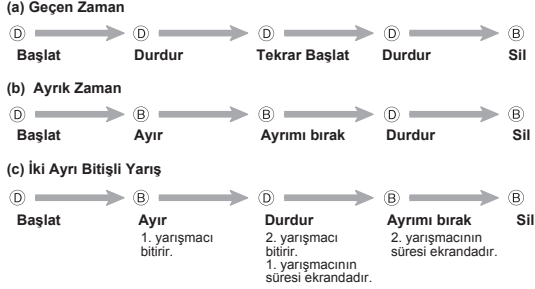 (a) Geçen Zaman
D D D D B
Başlat Durdur Tekrar Başlat Durdur Sil
(b) Ayrık Zaman
D B B D B
Başlat Ayır Ayrımı bırak Durdur Sil
(c) İki Ayrı Bitişli Yarış
D B D B B
Başlat Ayır Durdur Ayrımı bırak Sil
1. yarışmacı 2. yarışmacı 2. yarışmacının
bitirir. bitirir. süresi ekrandadır.
1. yarışmacının
süresi ekrandadır.